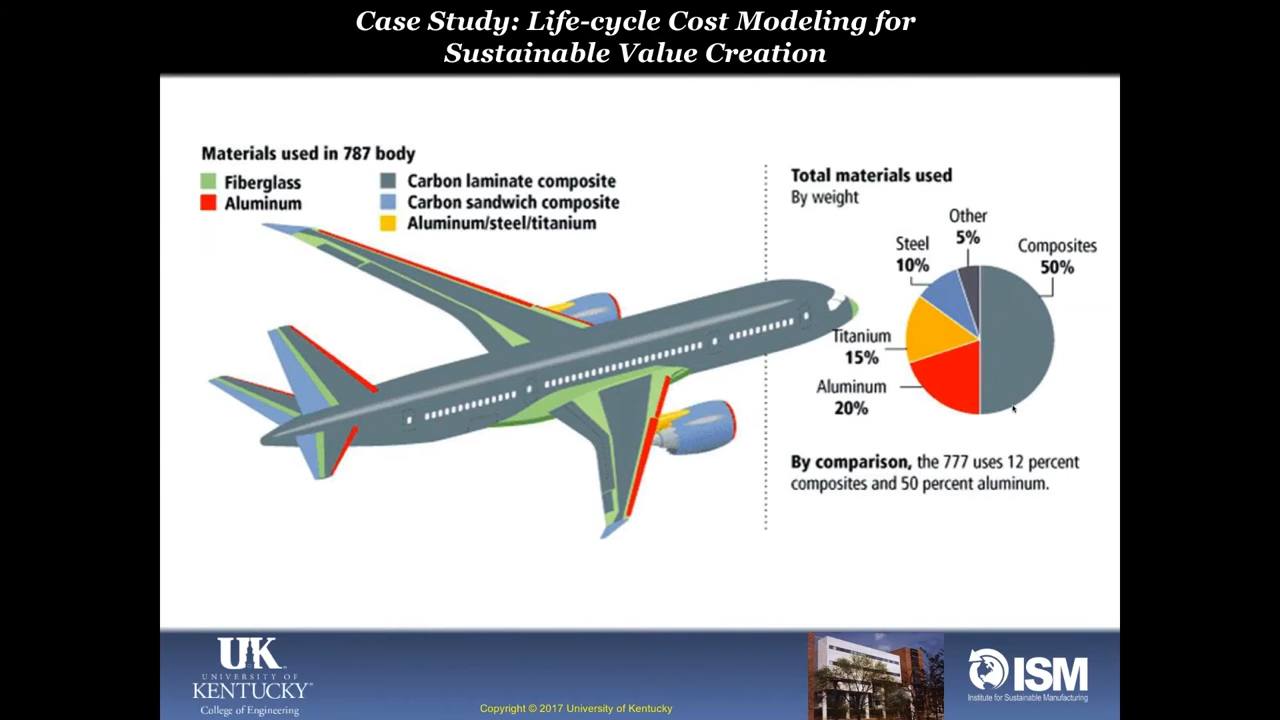 Case Study: Life-cycle Cost Modeling for
Sustainable Value Creation
Materials used in 787 body
Fiberglass
Aluminum
Carbon laminate composite
Carbon sandwich composite
Aluminum/steel/titanium
Total materials used
By weight
Other
5%
Steel
10%
Composites
50%
Titanium
15%
Aluminum
20%
By comparison, the 777 uses 12 percent
composites and 50 percent aluminum.
UK
UNIVERSITY OF
KENTUCKY
College of Engineering
Copyright © 2017 University of Kentucky
ISM
Institute for Sustainable Manufacturing